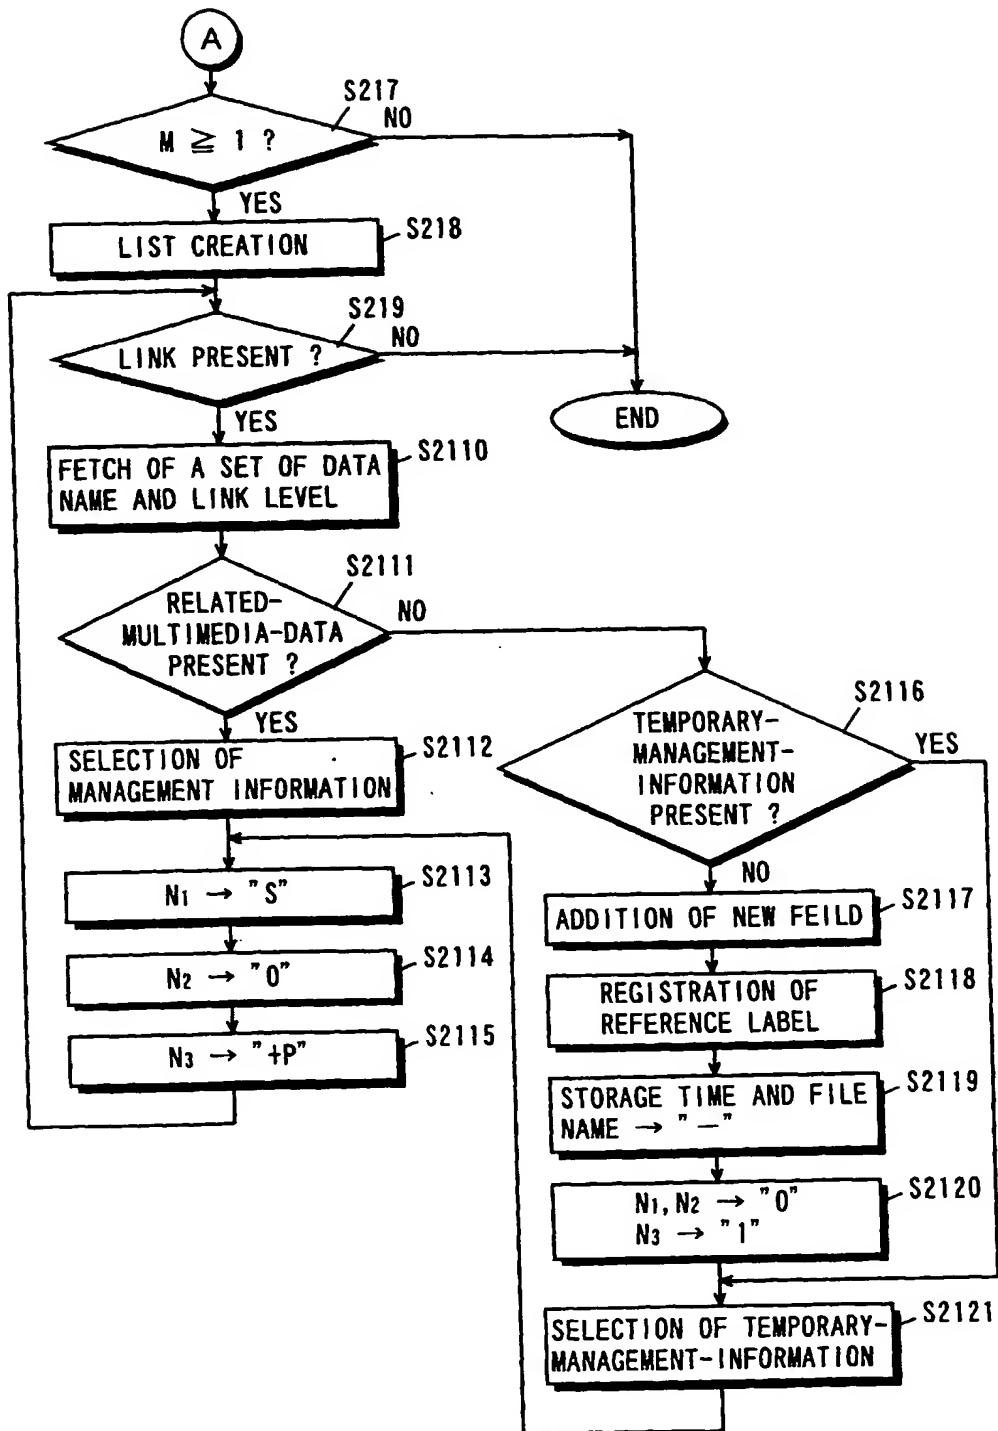 A
S217
M ≧ 1 ?
NO
YES
LIST CREATION
S218
S219
LINK PRESENT ?
NO
YES
END
FETCH OF A SET OF DATA
NAME AND LINK LEVEL
S2110
S2111
RELATED-
MULTIMEDIA-DATA
PRESENT ?
NO
YES
SELECTION OF
MANAGEMENT INFORMATION
S2112
N1 → "S"
S2113
N2 → "0"
S2114
N3 → "+P"
S2115
S2116
TEMPORARY-
MANAGEMENT-
INFORMATION
PRESENT ?
YES
NO
ADDITION OF NEW FEILD
S2117
REGISTRATION OF
REFERENCE LABEL
S2118
STORAGE TIME AND FILE
NAME → "—"
S2119
N1, N2 → "0"
N3 → "1"
S2120
SELECTION OF TEMPORARY-
MANAGEMENT-INFORMATION
S2121